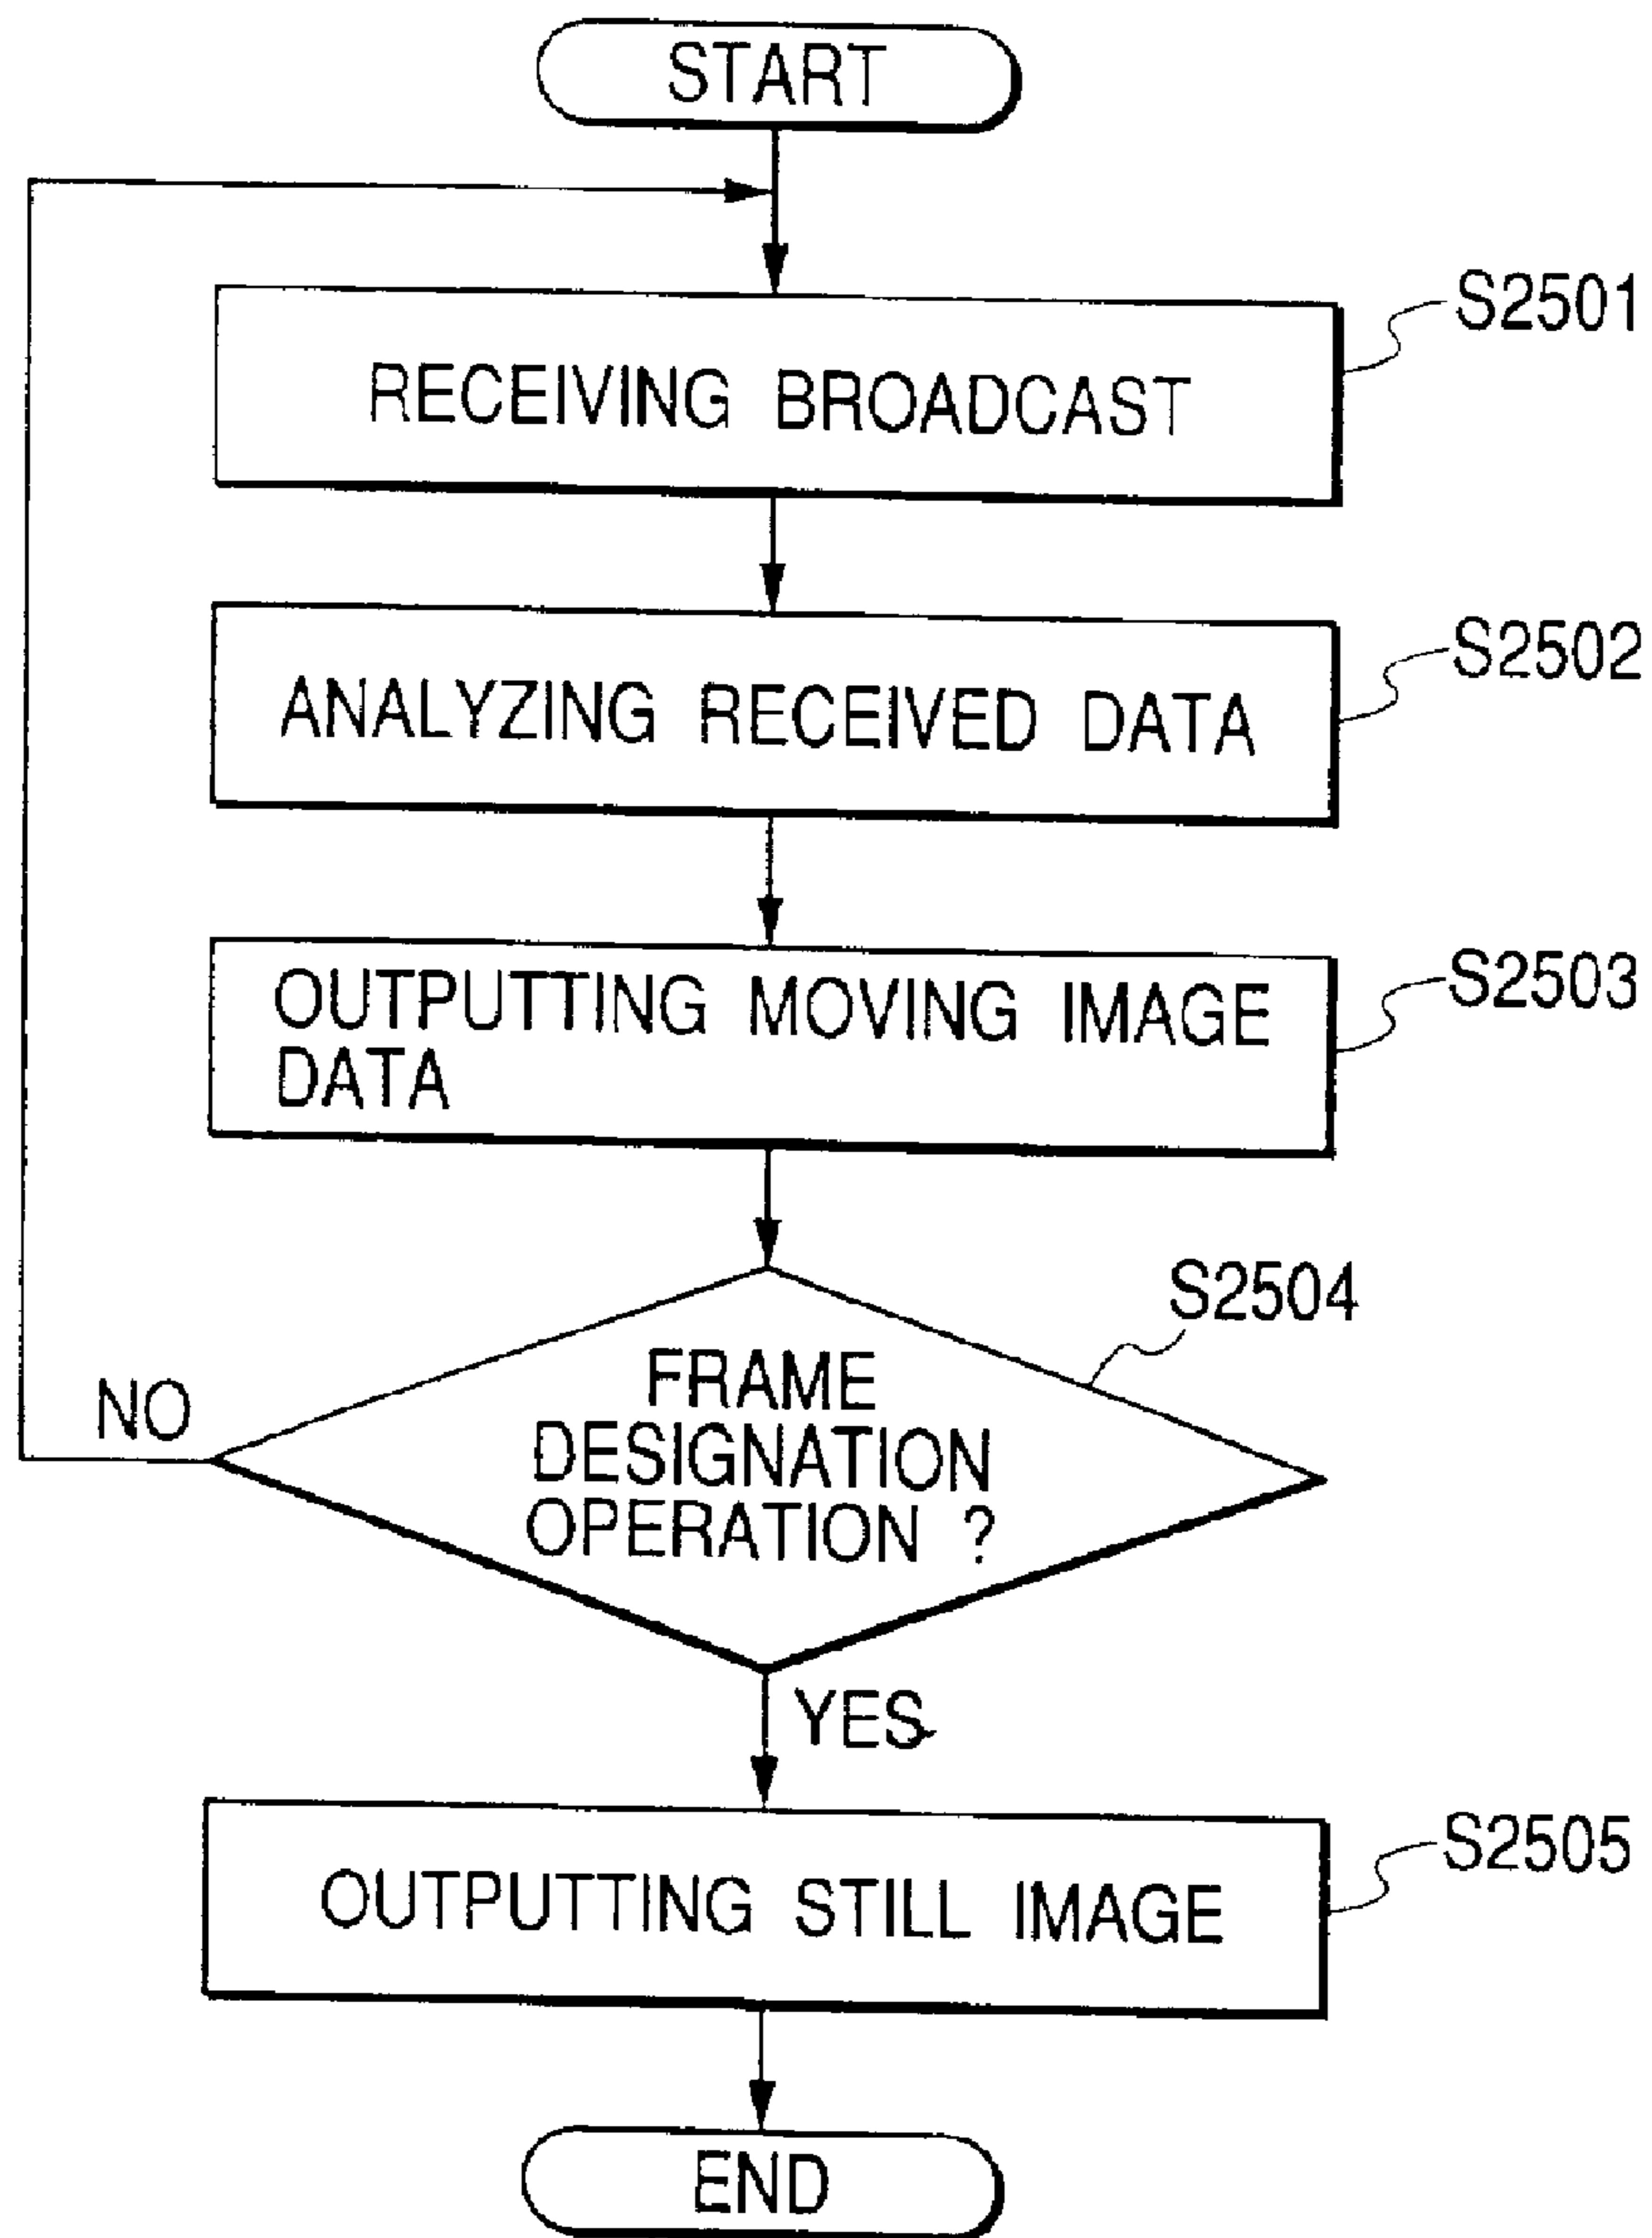 START
S2501
RECEIVING BROADCAST
S2502
ANALYZING RECEIVED DATA
S2503
OUTPUTTING MOVING IMAGE
DATA
S2504
FRAME
DESIGNATION
OPERATION ?
NO
YES
S2505
OUTPUTTING STILL IMAGE
END